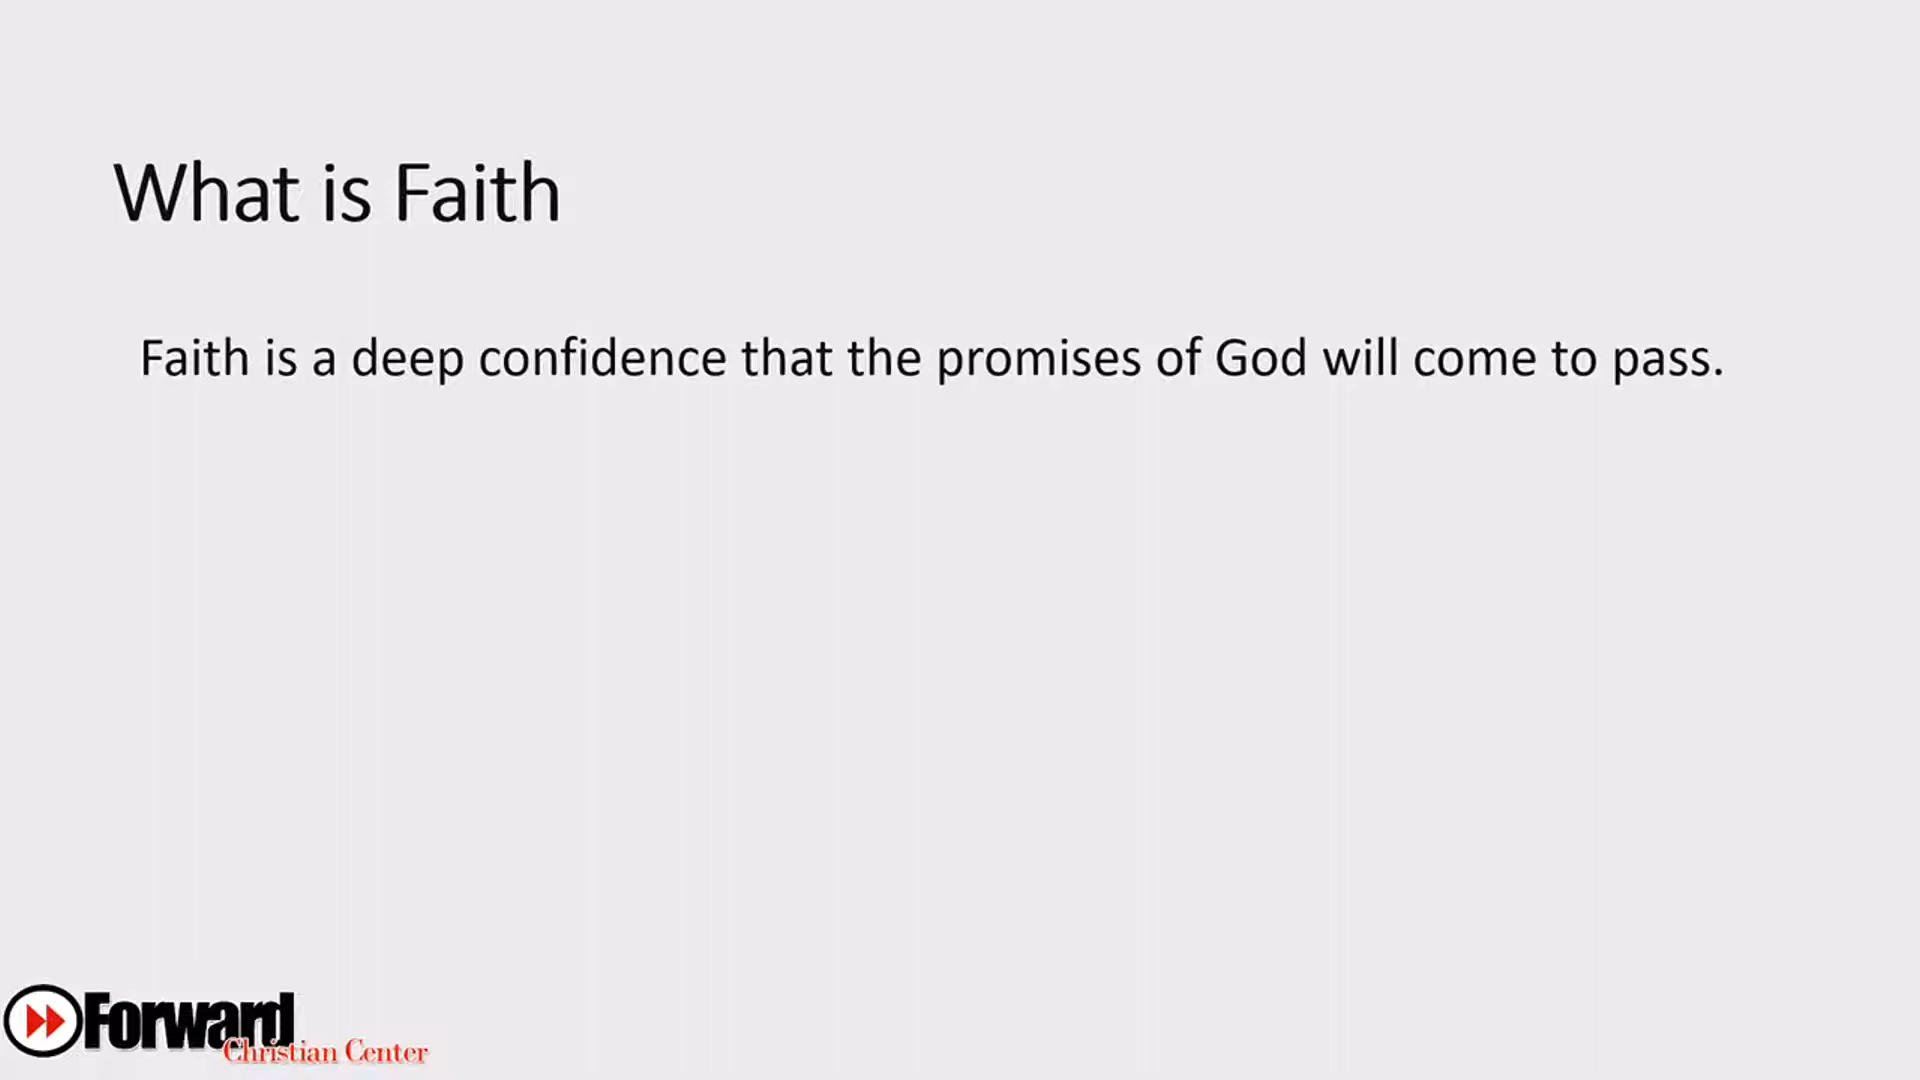 What is Faith
Faith is a deep confidence that the promises of God will come to pass.
Forward
Christian Center